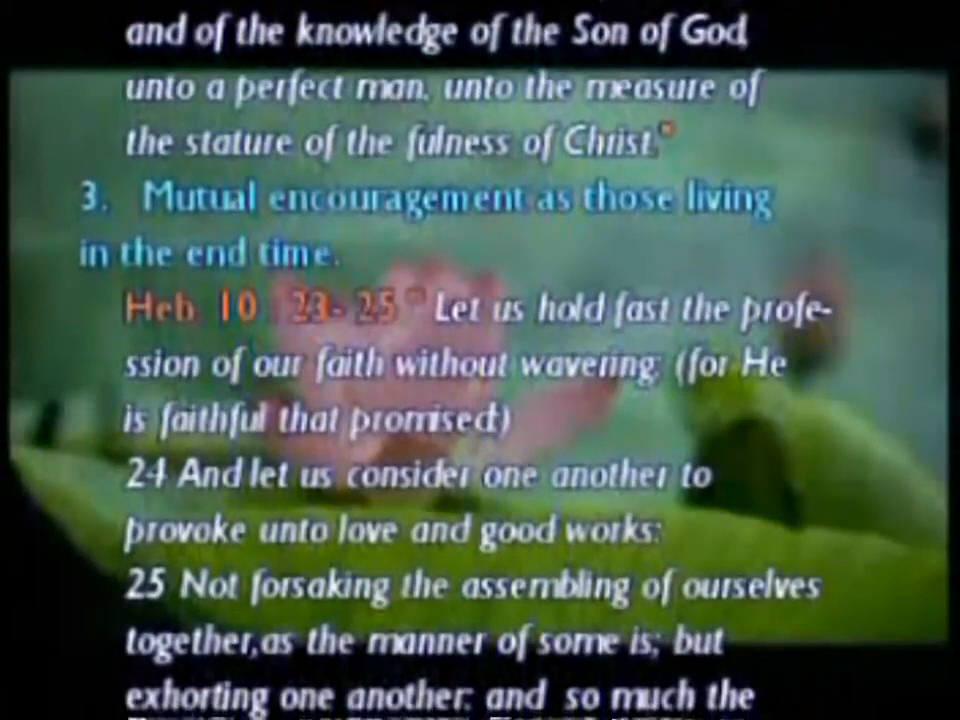 and of the knowledge of the Son of God,
unto a perfect man, unto the measure of
the stature of the fulness of Christ."
3. Mutual encouragement as those living
in the end time.
Heb. 10 : 23- 25 " Let us hold fast the profe-
ssion of our faith without wavering; (for He
is faithful that promised;)
24 And let us consider one another to
provoke unto love and good works:
25 Not forsaking the assembling of ourselves
together,as the manner of some is; but
exhorting one another: and so much the